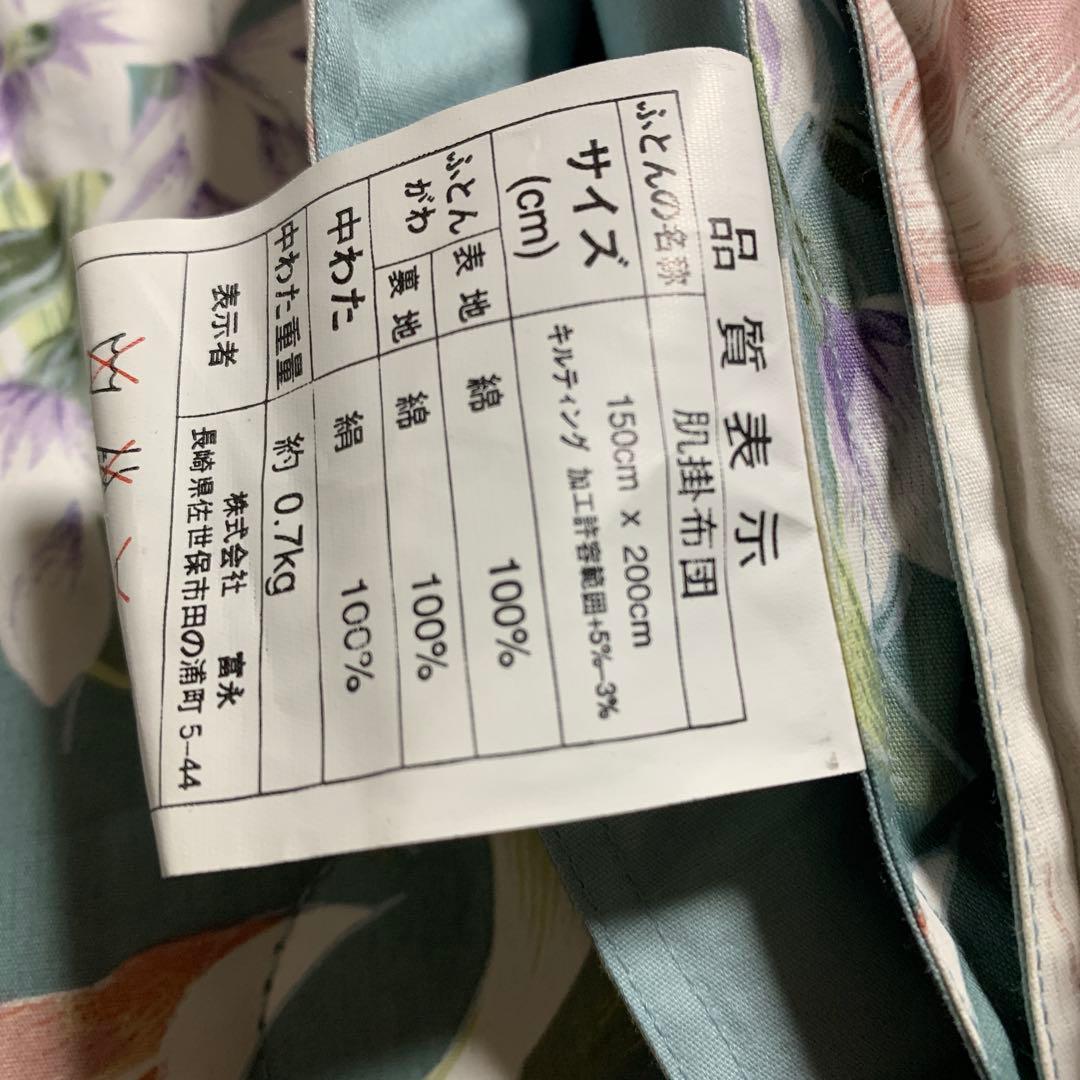 品質表示
ふとんの名称 肌掛布団
サイズ (cm) 150cm x 200cm
キルティング 加工許容範囲+5%-3%
ふとんがわ 表地 綿 100%
裏地 綿 100%
中わた 絹 100%
中わた重量 約 0.7kg
表示者 株式会社 富永
長崎県佐世保市田の浦町 5-44